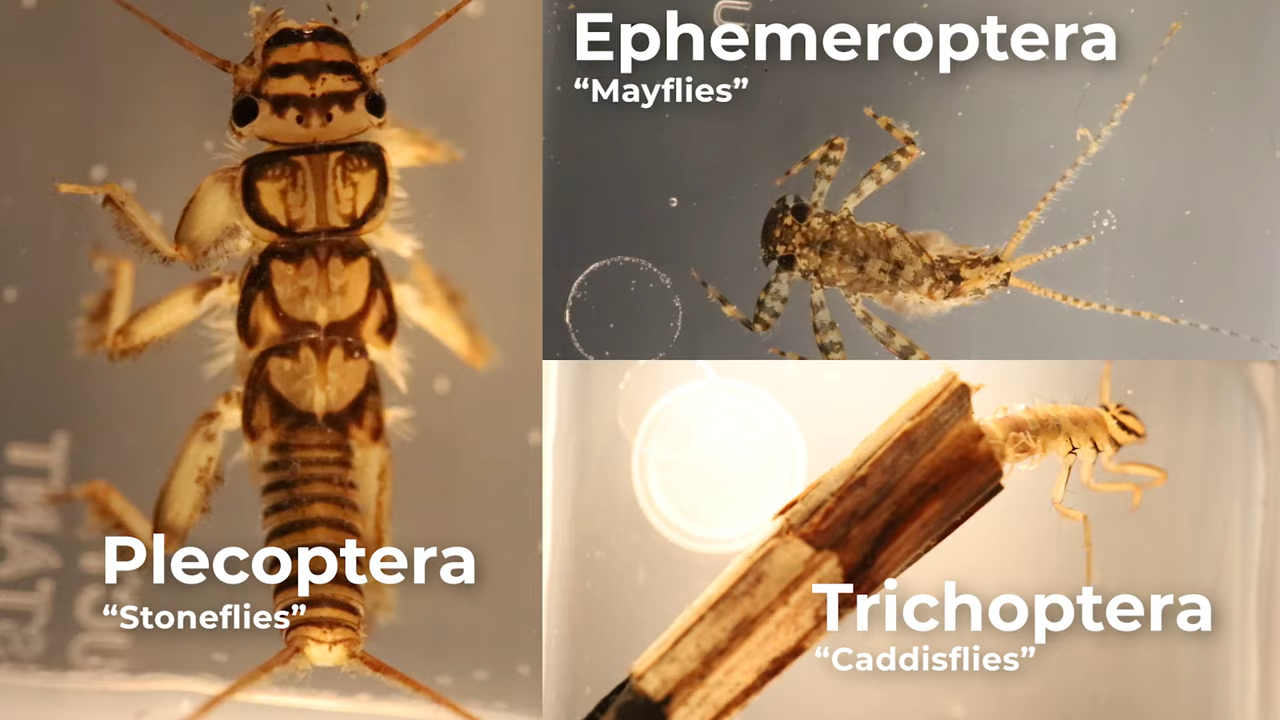 Plecoptera
“Stoneflies”
Ephemeroptera
“Mayflies”
Trichoptera
“Caddisflies”